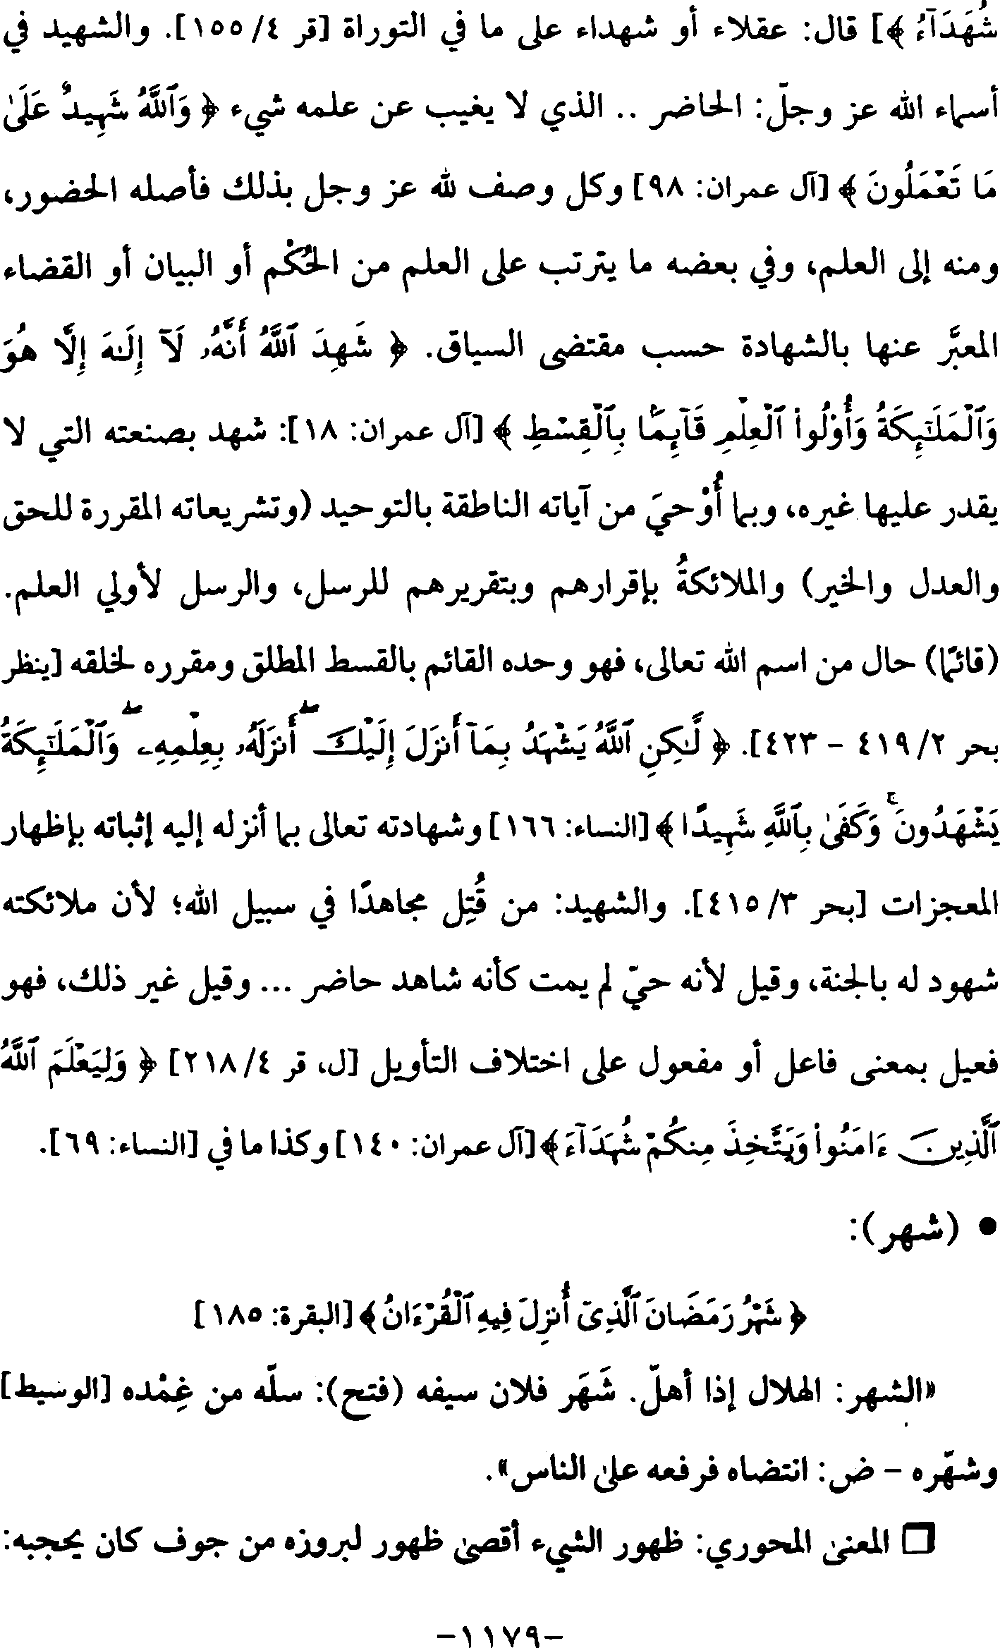 شُهَدَآءُ ﴾] قال: عقلاء أو شهداء على ما في التوراة [قر ٤/ ١٥٥]. والشهيد في
أسماء الله عز وجلّ: الحاضر .. الذي لا يغيب عن علمه شيء ﴿ وَٱللَّهُ شَهِيدٌ عَلَىٰ
مَا تَعْمَلُونَ ﴾ [آل عمران: ٩٨] وكل وصف لله عز وجل بذلك فأصله الحضور،
ومنه إلى العلم، وفي بعضه ما يترتب على العلم من الحُكْم أو البيان أو القضاء
المعبَّر عنها بالشهادة حسب مقتضى السياق. ﴿ شَهِدَ ٱللَّهُ أَنَّهُۥ لَآ إِلَـٰهَ إِلَّا هُوَ
وَٱلْمَلَـٰٓئِكَةُ وَأُو۟لُوا۟ ٱلْعِلْمِ قَآئِمًۢا بِٱلْقِسْطِ ﴾ [آل عمران: ١٨]: شهد بصنعته التي لا
يقدر عليها غيره، وبما أُوْحيَ من آياته الناطقة بالتوحيد (وتشريعاته المقررة للحق
والعدل والخير) والملائكةُ بإقرارهم وبتقريرهم للرسل، والرسل لأولي العلم.
(قائمًا) حال من اسم الله تعالى، فهو وحده القائم بالقسط المطلق ومقرره لخلقه [ينظر
بحر ٢/ ٤١٩ – ٤٢٣]. ﴿ لَّـٰكِنِ ٱللَّهُ يَشْهَدُ بِمَآ أَنزَلَ إِلَيْكَ ۖ أَنزَلَهُۥ بِعِلْمِهِۦ ۖ وَٱلْمَلَـٰٓئِكَةُ
يَشْهَدُونَ ۚ وَكَفَىٰ بِٱللَّهِ شَهِيدًا ﴾ [النساء: ١٦٦] وشهادته تعالى بما أنزله إليه إثباته بإظهار
المعجزات [بحر ٣/ ٤١٥]. والشهيد: من قُتِل مجاهدًا في سبيل الله؛ لأن ملائكته
شهود له بالجنة، وقيل لأنه حيّ لم يمت كأنه شاهد حاضر ... وقيل غير ذلك، فهو
فعيل بمعنى فاعل أو مفعول على اختلاف التأويل [ل، قر ٤/ ٢١٨] ﴿ وَلِيَعْلَمَ ٱللَّهُ
ٱلَّذِينَ ءَامَنُوا۟ وَيَتَّخِذَ مِنكُمْ شُهَدَآءَ ﴾ [آل عمران: ١٤٠] وكذا ما في [النساء: ٦٩].
• (شهر):
﴿ شَهْرُ رَمَضَانَ ٱلَّذِىٓ أُنزِلَ فِيهِ ٱلْقُرْءَانُ ﴾ [البقرة: ١٨٥]
«الشهر: الهلال إذا أهلّ. شَهَر فلان سيفه (فتح): سلّه من غِمْده [الوسيط]
وشهّره – ض: انتضاه فرفعه على الناس».
❒ المعنى المحوري: ظهور الشيء أقصى ظهور لبروزه من جوف كان يحجبه:
–١١٧٩–